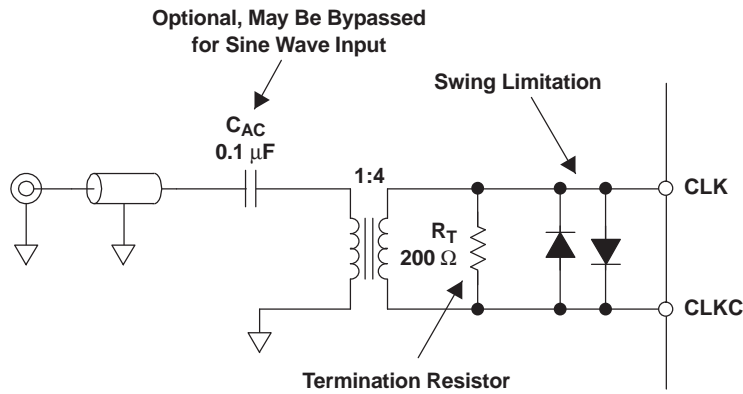 Optional, May Be Bypassed
for Sine Wave Input
Swing Limitation
CAC
0.1 μF
1:4
CLK
RT
200 Ω
CLKC
Termination Resistor